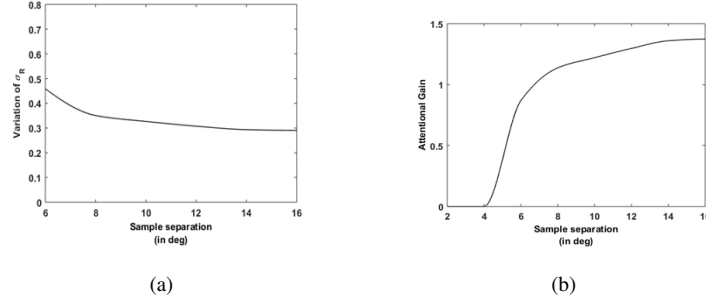 0.8
0.7
0.6
0.5
0.4
0.3
0.2
0.1
0
Variation of σR
6 8 10 12 14 16
Sample separation
(in deg)
(a)
1.5
1
0.5
0
Attentional Gain
2 4 6 8 10 12 14 16
Sample separation
(in deg)
(b)